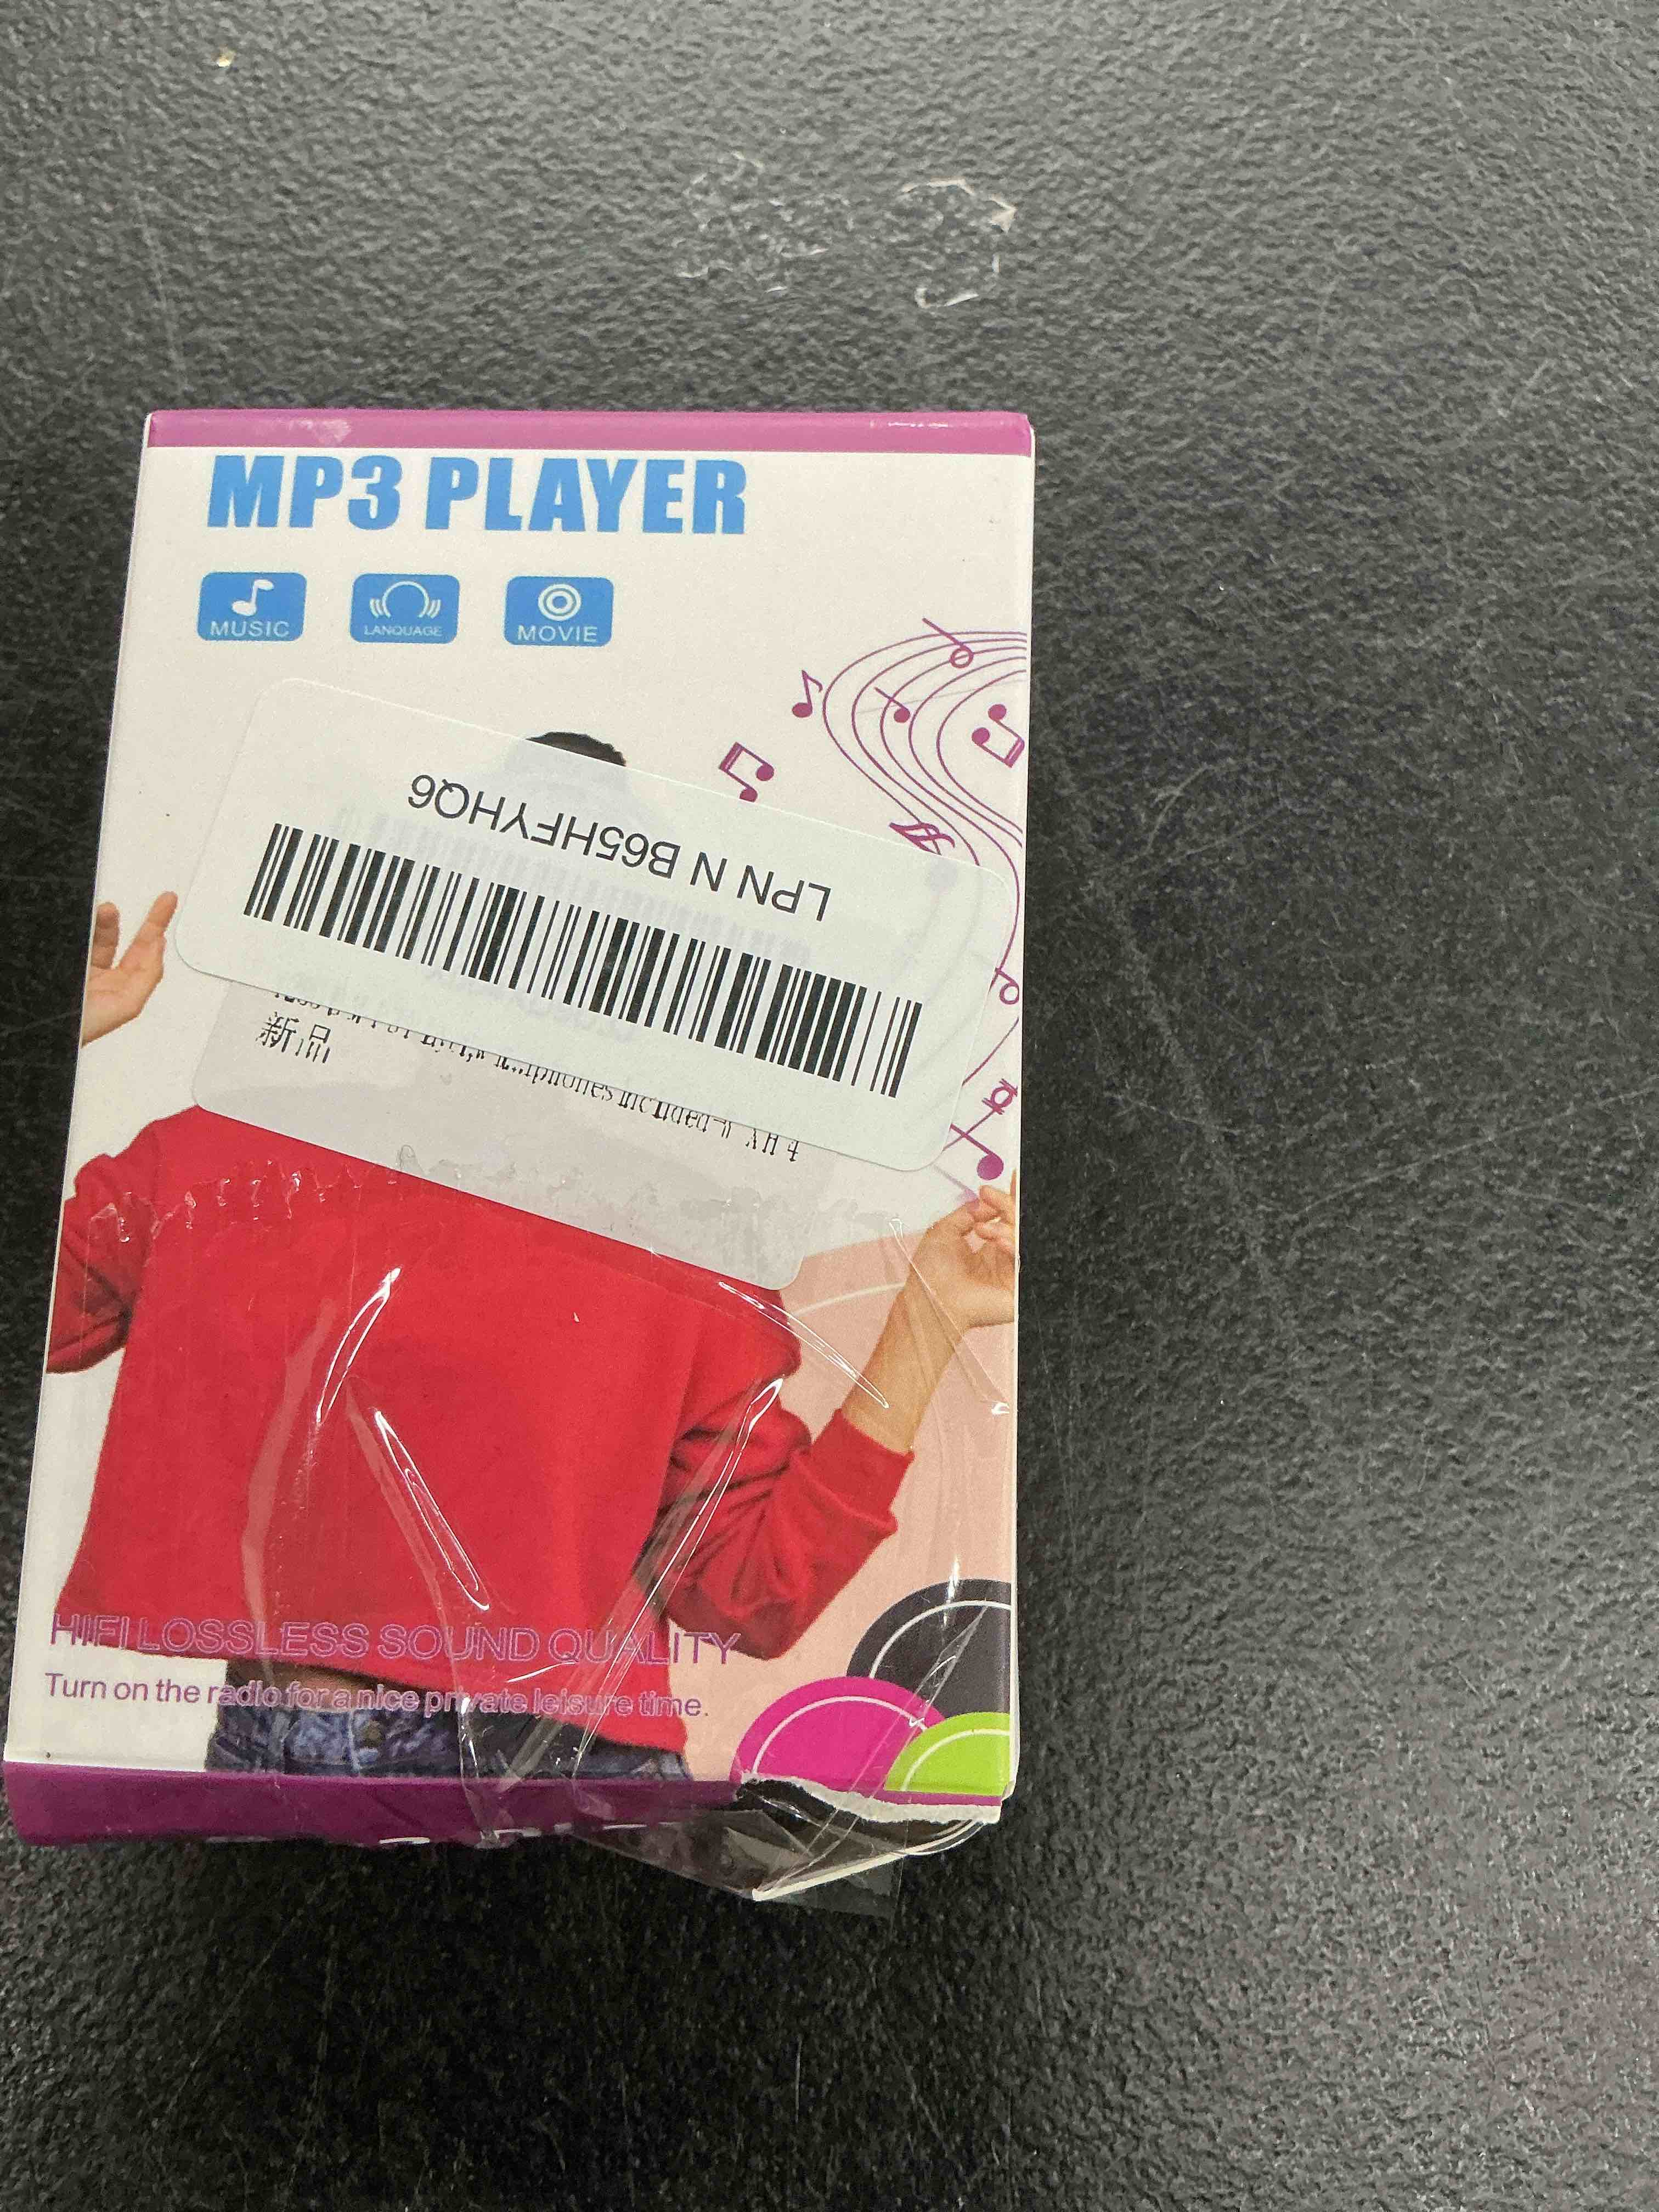 MP3 PLAYER
MUSIC
LANQUAGE
MOVIE
LPN N B65HFYHQ6
included
新品
HIFI LOSSLESS SOUND QUALITY
Turn on the radio for a nice private leisure time.